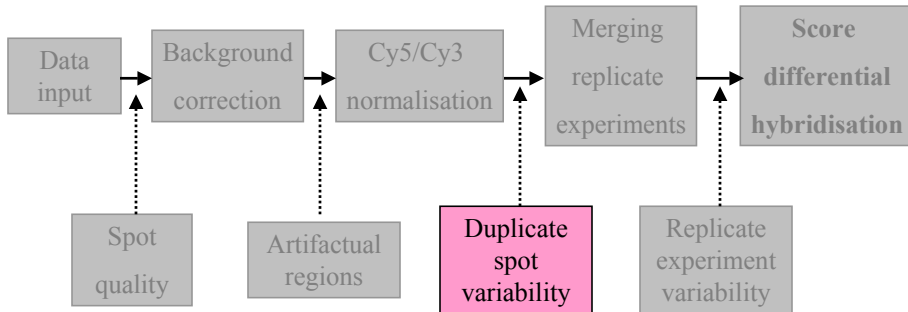 Data
input
Background
correction
Cy5/Cy3
normalisation
Merging
replicate
experiments
Score
differential
hybridisation
Spot
quality
Artifactual
regions
Duplicate
spot
variability
Replicate
experiment
variability